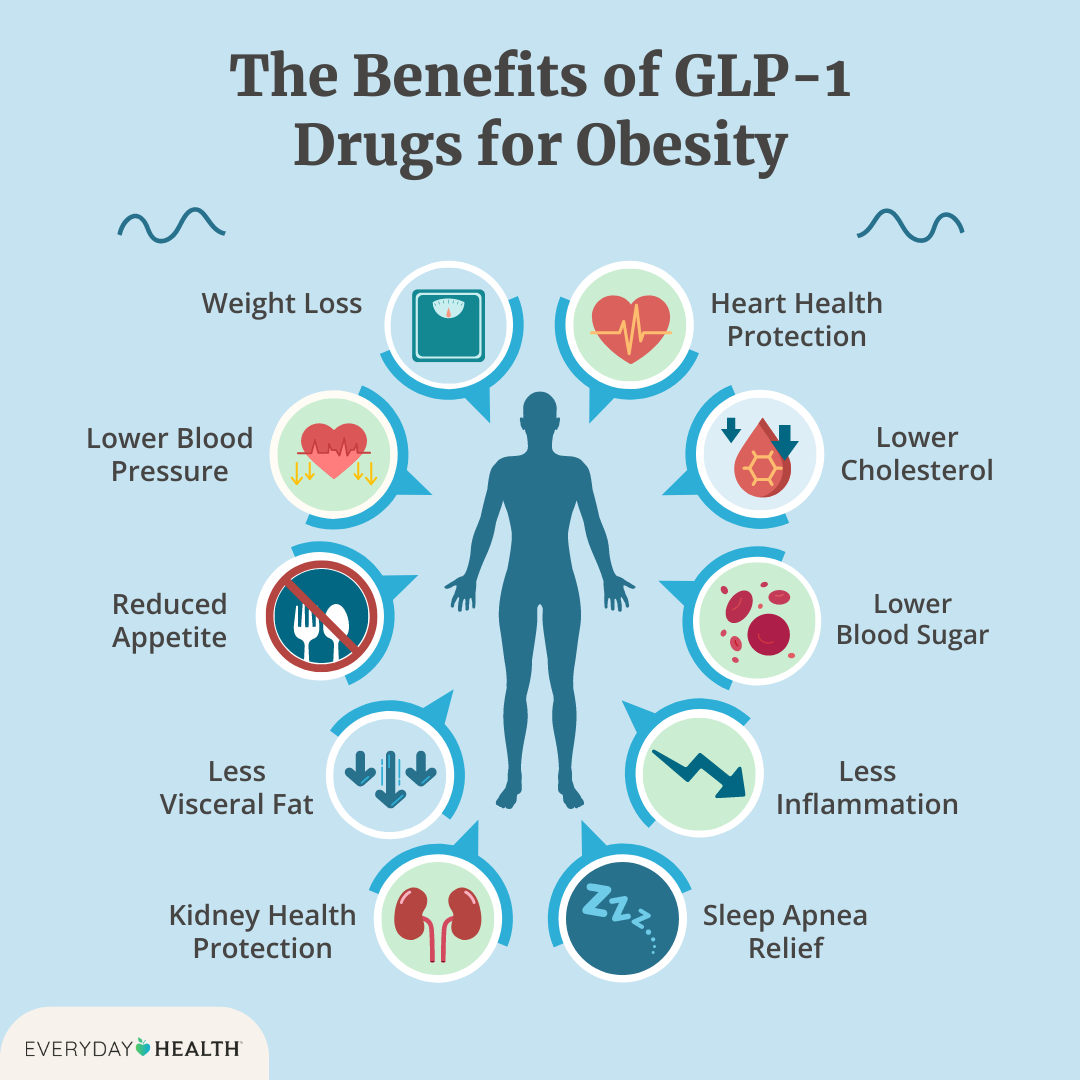 The Benefits of GLP-1
Drugs for Obesity
Weight Loss
Heart Health
Protection
Lower Blood
Pressure
Lower
Cholesterol
Reduced
Appetite
Lower
Blood Sugar
Less
Visceral Fat
Less
Inflammation
Kidney Health
Protection
ZZZ
Sleep Apnea
Relief
EVERYDAY HEALTH